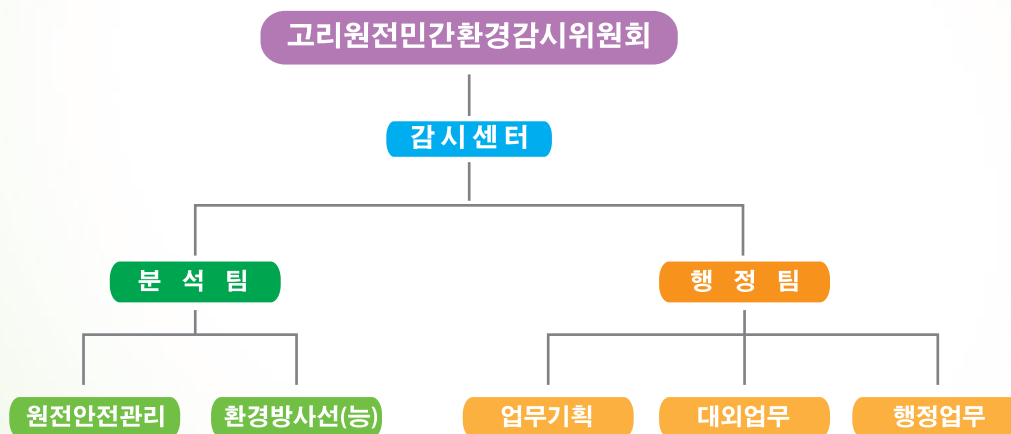 고리원전민간환경감시위원회
감시센터
분석팀
행정팀
원전안전관리
환경방사선(능)
업무기획
대외업무
행정업무